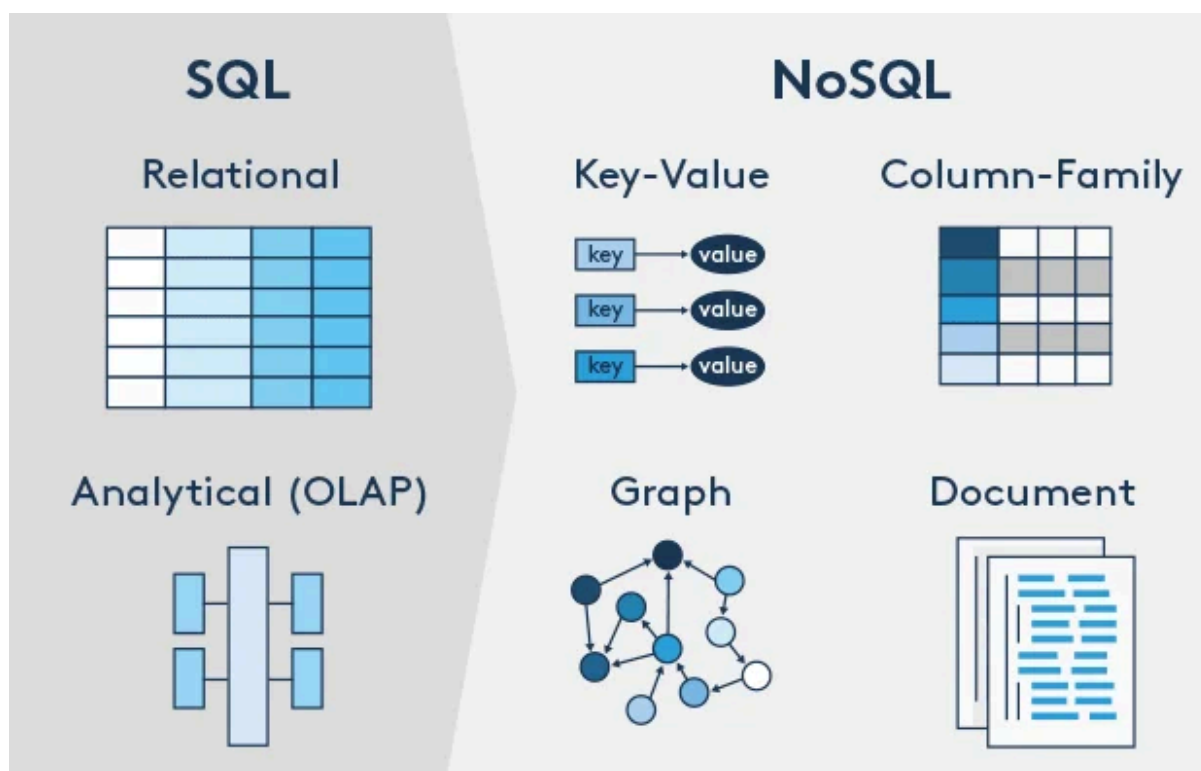 SQL
NoSQL
Relational
Key-Value
Column-Family
key
value
key
value
key
value
Analytical (OLAP)
Graph
Document